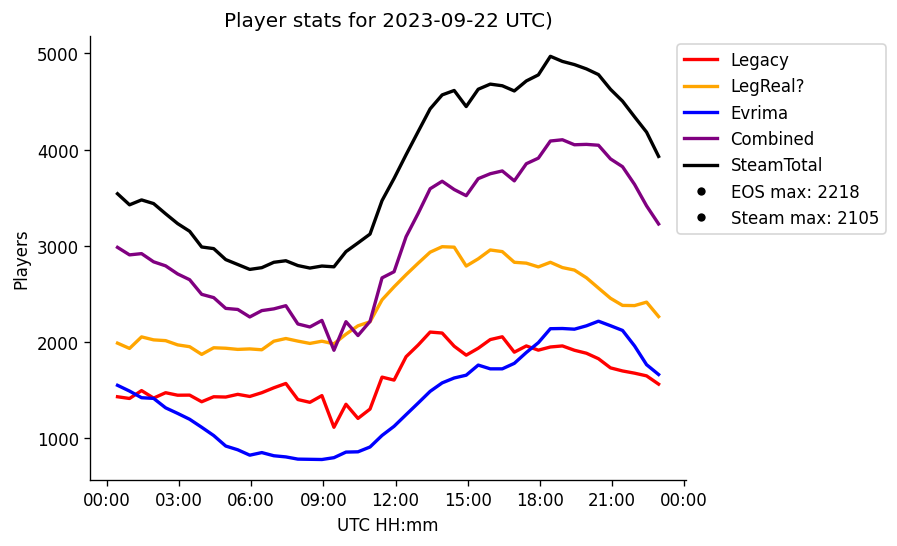 Player stats for 2023-09-22 UTC)
5000
4000
3000
2000
1000
Players
00:00 03:00 06:00 09:00 12:00 15:00 18:00 21:00 00:00
UTC HH:mm
Legacy
LegReal?
Evrima
Combined
SteamTotal
EOS max: 2218
Steam max: 2105